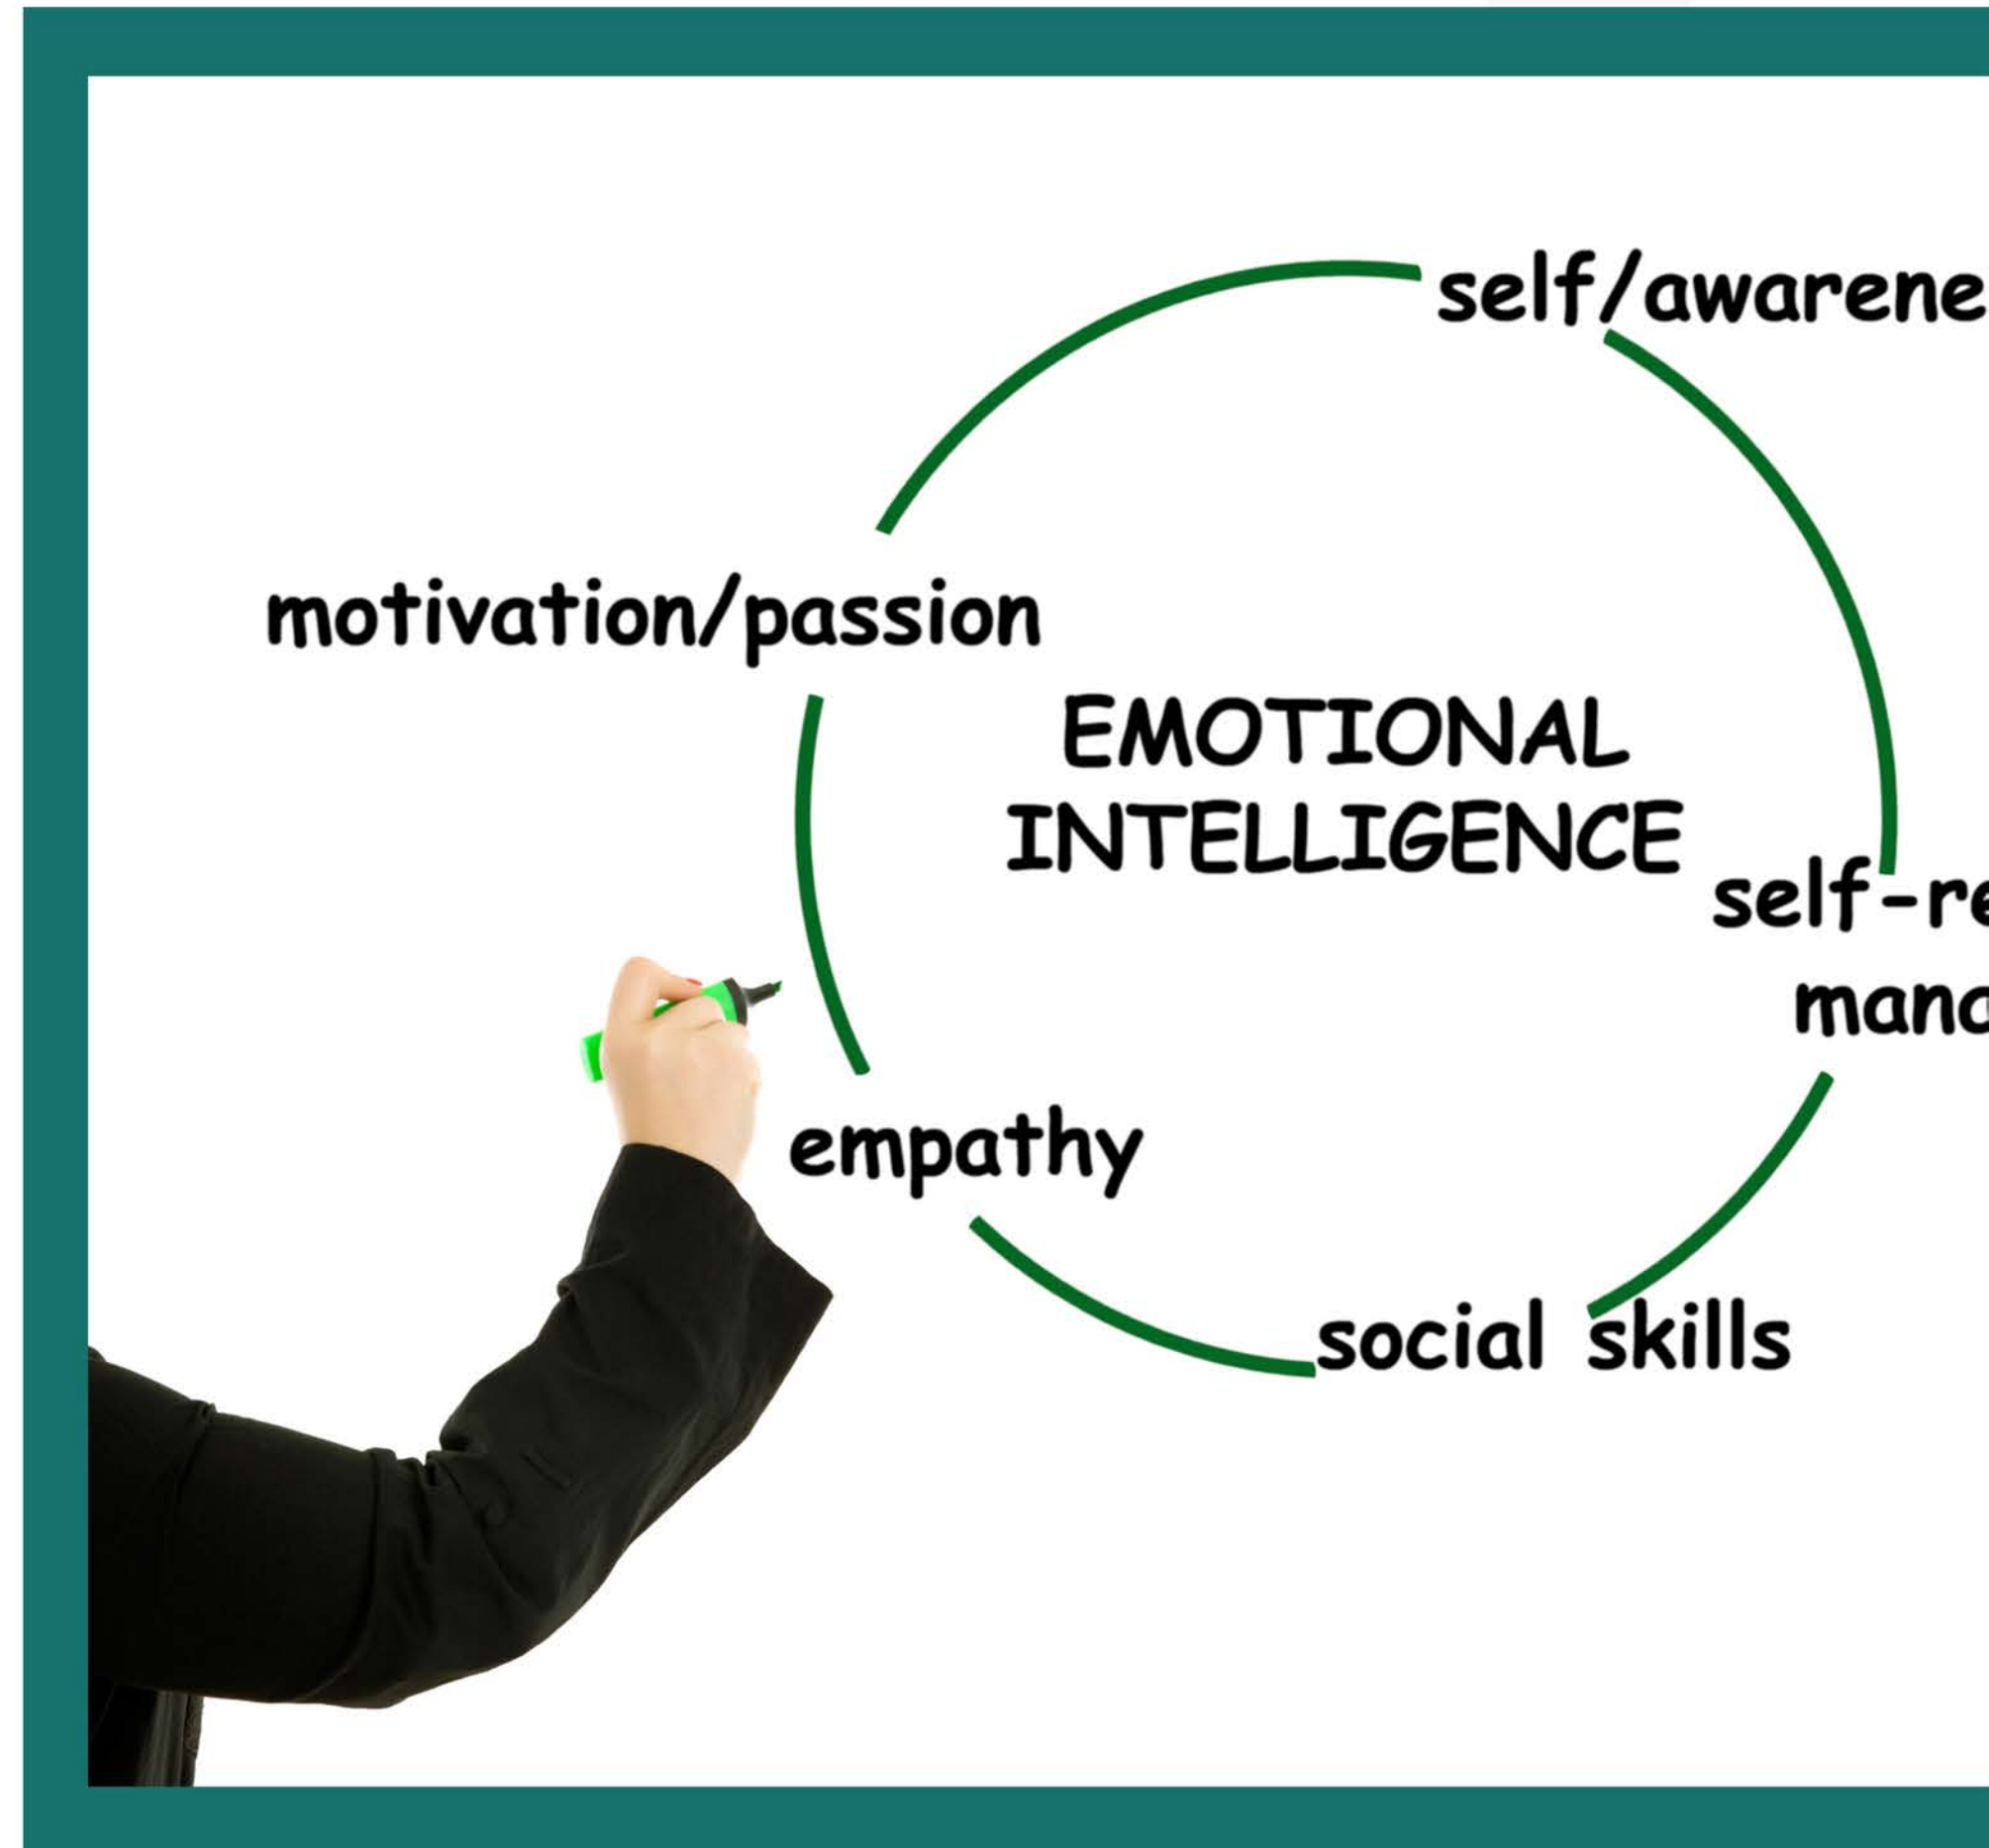 self/awarene
motivation/passion
EMOTIONAL
INTELLIGENCE
self-re
mana
empathy
social skills